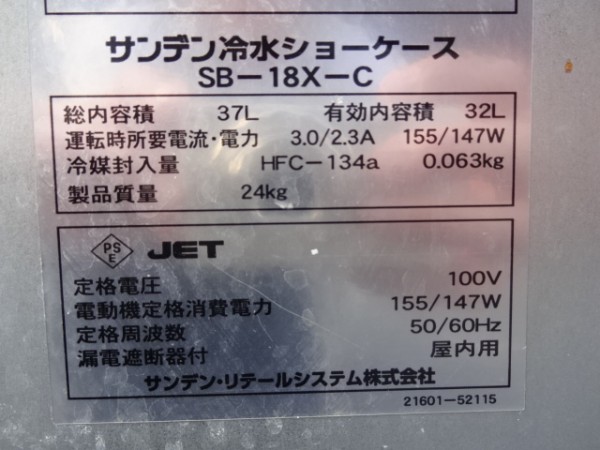 サンデン冷水ショーケース
SB-18X-C
総内容積 37L 有効内容積 32L
運転時所要電流・電力 3.0/2.3A 155/147W
冷媒封入量 HFC-134a 0.063kg
製品質量 24kg
PS E JET
定格電圧 100V
電動機定格消費電力 155/147W
定格周波数 50/60Hz
漏電遮断器付 屋内用
サンデン・リテールシステム株式会社
21601-52115